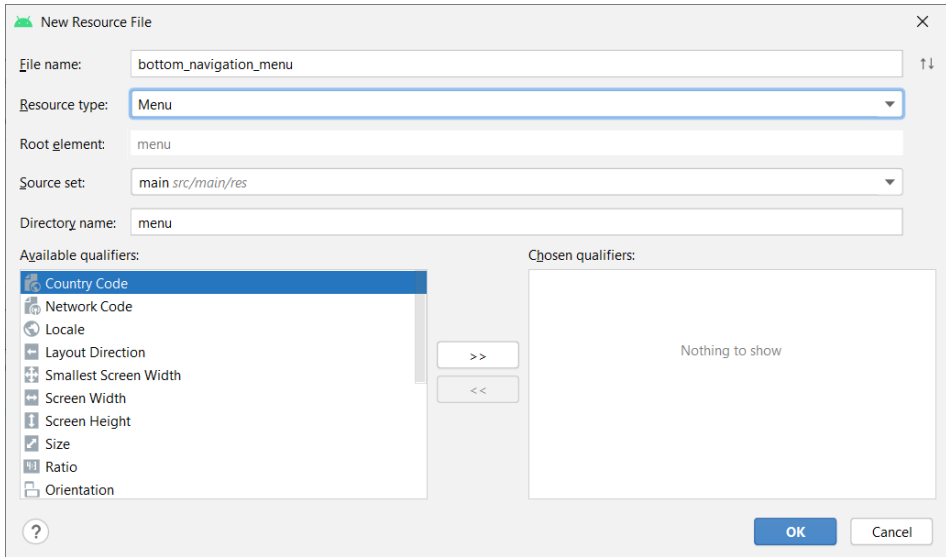 New Resource File
File name: bottom_navigation_menu
Resource type: Menu
Root element: menu
Source set: main src/main/res
Directory name: menu
Available qualifiers:
Chosen qualifiers:
Country Code
Network Code
Locale
Layout Direction
Smallest Screen Width
Screen Width
Screen Height
Size
Ratio
Orientation
>>
<<
Nothing to show
?
OK
Cancel